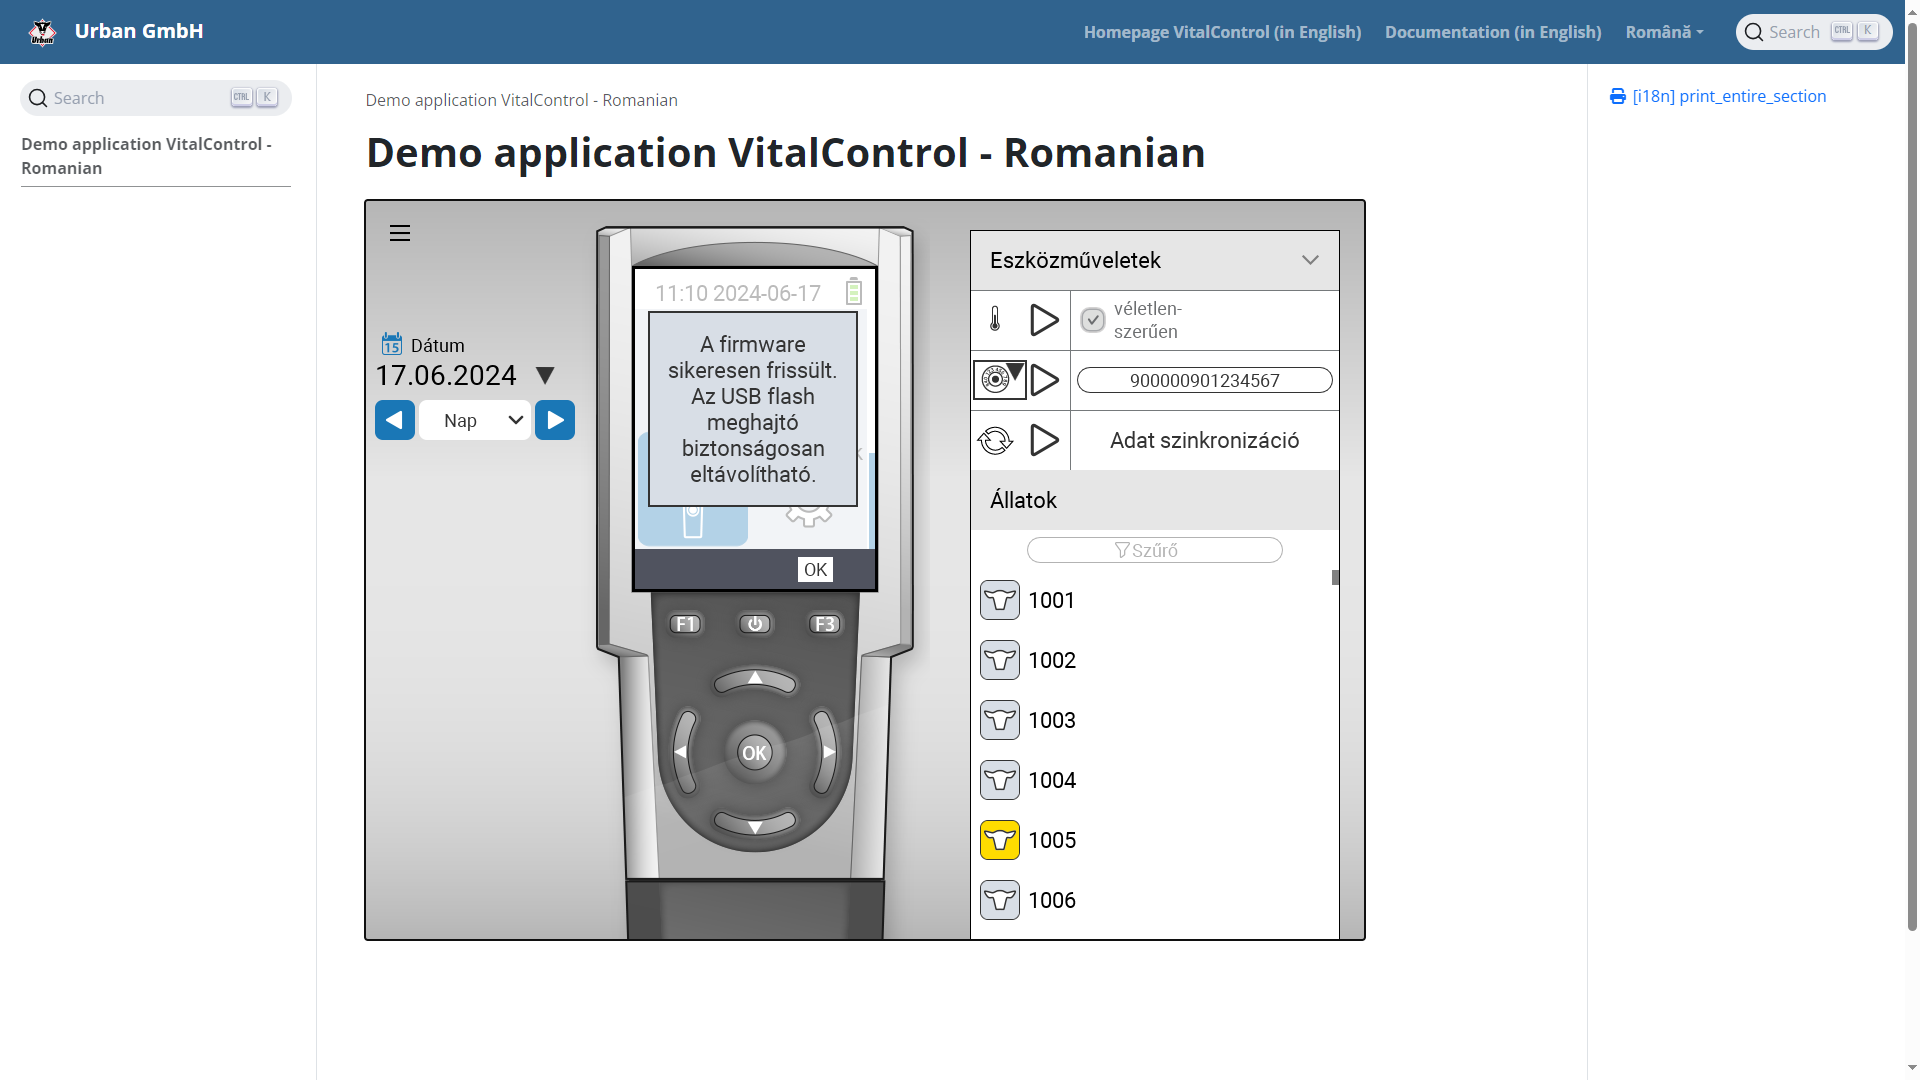 Urban GmbH
Homepage VitalControl (in English)
Documentation (in English)
Română
Search
CTRL K
Search
CTRL K
Demo application VitalControl -
Romanian
Demo application VitalControl - Romanian
Demo application VitalControl - Romanian
[i18n] print_entire_section
15 Dátum
17.06.2024
Nap
11:10 2024-06-17
A firmware
sikeresen frissült.
Az USB flash
meghajtó
biztonságosan
eltávolítható.
OK
F1
F3
OK
Eszközműveletek
véletlen-
szerűen
900000901234567
Adat szinkronizáció
Állatok
Szűrő
1001
1002
1003
1004
1005
1006